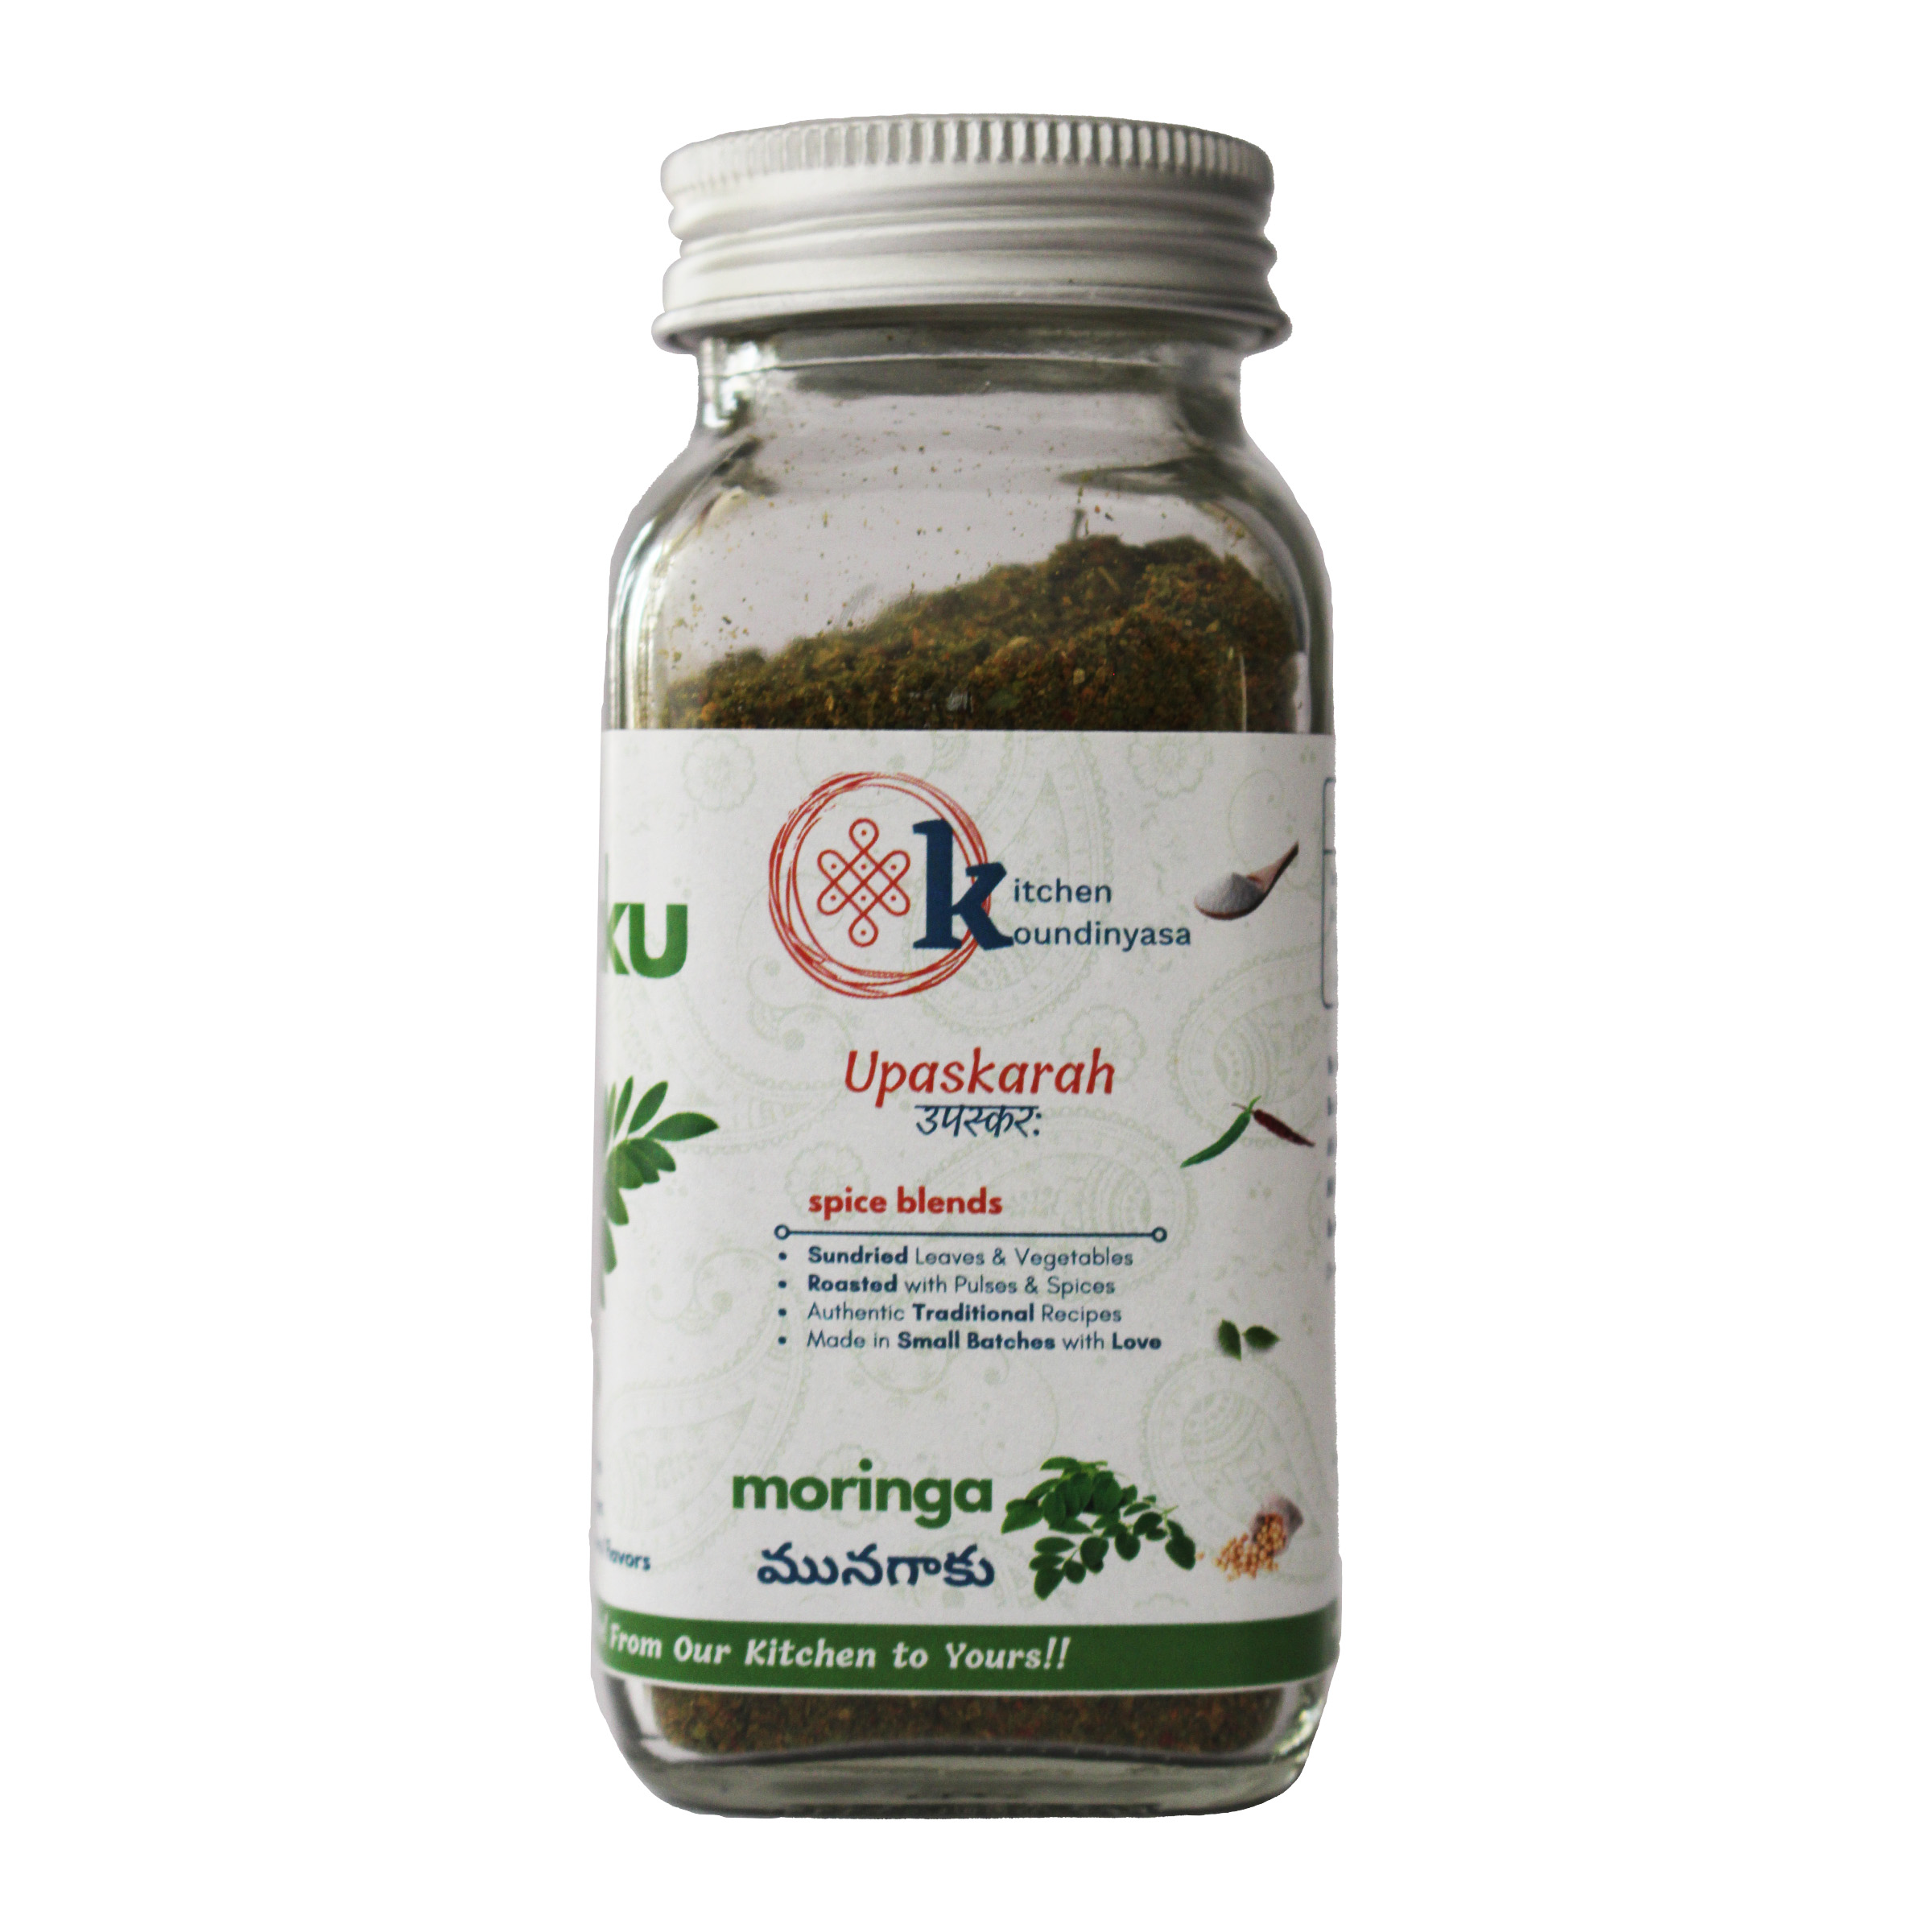 kitchen
koundinyasa
Upaskarah
उपस्करः
spice blends
• Sundried Leaves & Vegetables
• Roasted with Pulses & Spices
• Authentic Traditional Recipes
• Made in Small Batches with Love
moringa
మునగాకు
From Our Kitchen to Yours!!